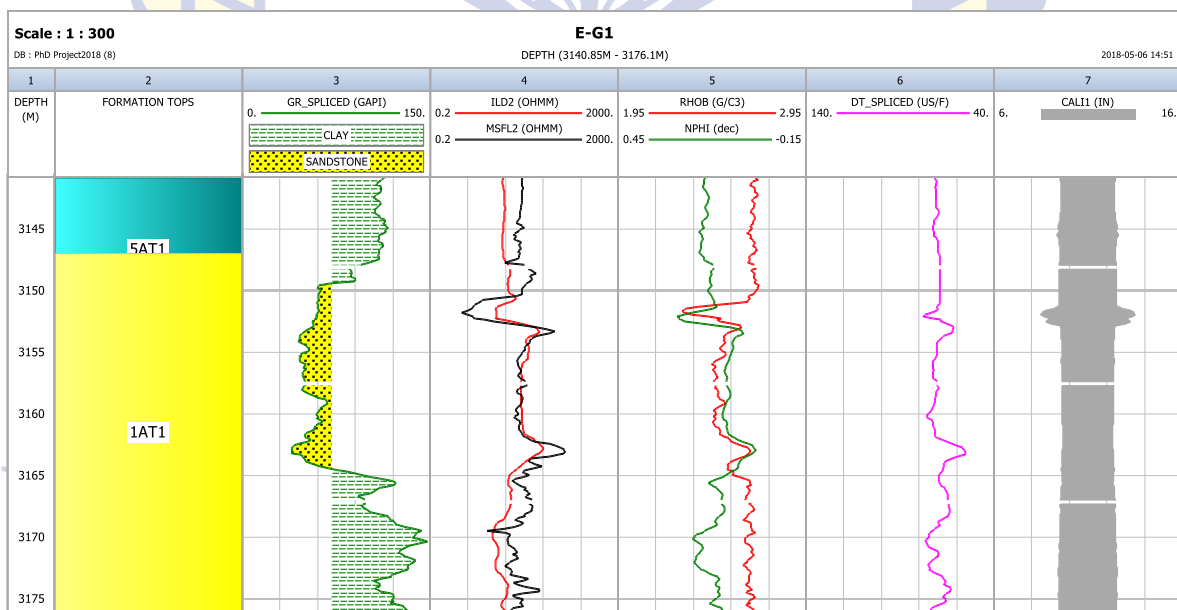 Scale : 1 : 300
E-G1
DB : PhD Project2018 (8)
DEPTH (3140.85M - 3176.1M)
2018-05-06 14:51
1 2 3 4 5 6 7
DEPTH (M)
FORMATION TOPS
GR_SPLICED (GAPI)
0. 150.
CLAY
SANDSTONE
ILD2 (OHMM)
0.2 2000.
MSFL2 (OHMM)
0.2 2000.
RHOB (G/C3)
1.95 2.95
NPHI (dec)
0.45 -0.15
DT_SPLICED (US/F)
140. 40.
CALI1 (IN)
6. 16.
3145
5AT1
3150
3155
3160
1AT1
3165
3170
3175